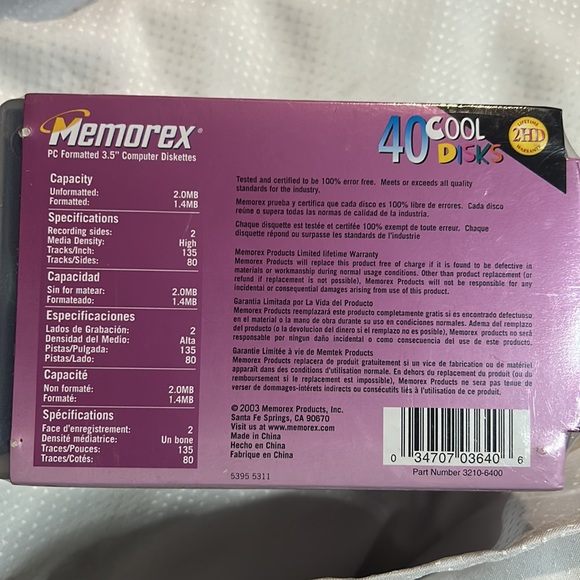 Memorex®
PC Formatted 3.5" Computer Diskettes
40 COOL DISKS
LIFETIME
2HD
WARRANTY
Capacity
Unformatted: 2.0MB
Formatted: 1.4MB
Specifications
Recording sides: 2
Media Density: High
Tracks/Inch: 135
Tracks/Sides: 80
Capacidad
Sin for matear: 2.0MB
Formateado: 1.4MB
Especificaciones
Lados de Grabación: 2
Densidad del Medio: Alta
Pistas/Pulgada: 135
Pistas/Lado: 80
Capacité
Non formaté: 2.0MB
Formaté: 1.4MB
Spécifications
Face d'enregistrement: 2
Densité médiatrice: Un bone
Traces/Pouces: 135
Traces/Cotés: 80
Tested and certified to be 100% error free. Meets or exceeds all quality
standards for the industry.
Memorex prueba y certifica que cada disco es 100% libre de errores. Cada disco
reúne o supera todas las normas de calidad de la industria.
Chaque disquette est testée et certifée 100% exempt de toute erreur. Chaque
disquette répond ou surpasse les standards de l'industrie
Memorex Products Limited lifetime Warranty
Memorex Products will replace this product free of charge if it is found to be defective in
materials or workmanship during normal usage conditions. Other than product replacement (or
refund if replacement is not possible), Memorex Products will not be responsible for any
incidental or consequential damages arising from use of this product.
Garantia Limitada por La Vida del Producto
Memorex Products reemplazará este producto completamente gratis si es encontrado defectuoso
en el material o la mano de obra durante su uso en condiciones normales. Adema del remplazo
del producto (o la devolucion del dinero si el remplazo no es posible), Memorex products no será
responsable por ningun daño incidental o como consecuencia del uso de este producto.
Garantie Limitée à vie de Memtek Products
Memorex Products replacera de produit gratuitement si un vice de fabrication ou de matériel
apparaît dans des conditions d'utilisation normale. En dehors du remplacement du produit (ou du
remboursement si le remplacement est impossible), Memorex Products ne sera pas tenue de
verser de dommages-intérets indirects ou consécutifs liés à l'utilisation de ce produit.
© 2003 Memorex Products, Inc.
Santa Fe Springs, CA 90670
Visit us at www.memorex.com
Made in China
Hecho en China
Fabrique en China
5395 5311
0 34707 03640 6
Part Number 3210-6400